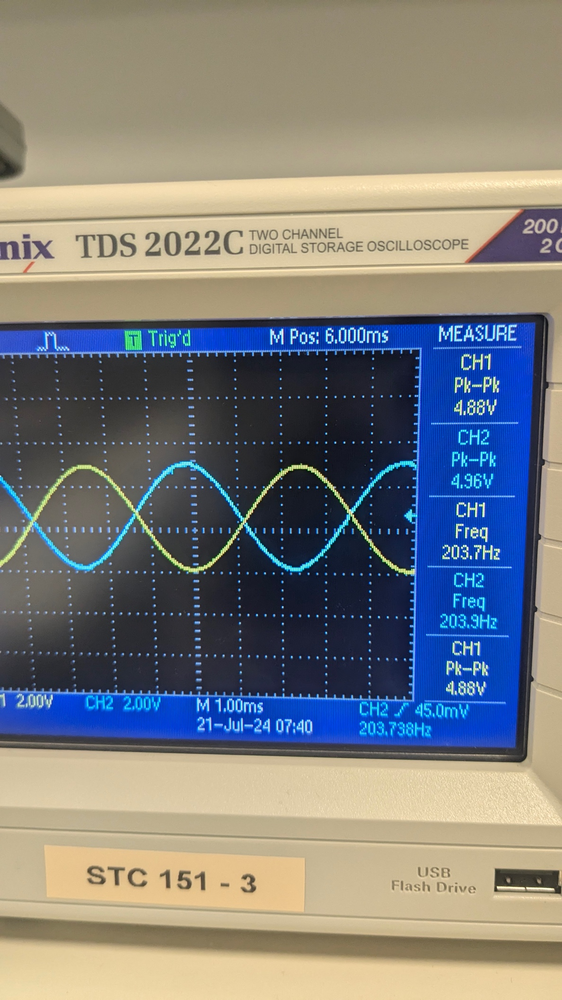 nix
TDS 2022C
TWO CHANNEL
DIGITAL STORAGE OSCILLOSCOPE
200
2
T Trig'd
M Pos: 6.000ms
MEASURE
CH1
Pk-Pk
4.88V
CH2
Pk-Pk
4.96V
CH1
Freq
203.7Hz
CH2
Freq
203.9Hz
CH1
Pk-Pk
4.88V
1 2.00V
CH2 2.00V
M 1.00ms
CH2 45.0mV
21-Jul-24 07:40
203.738Hz
STC 151 - 3
USB
Flash Drive